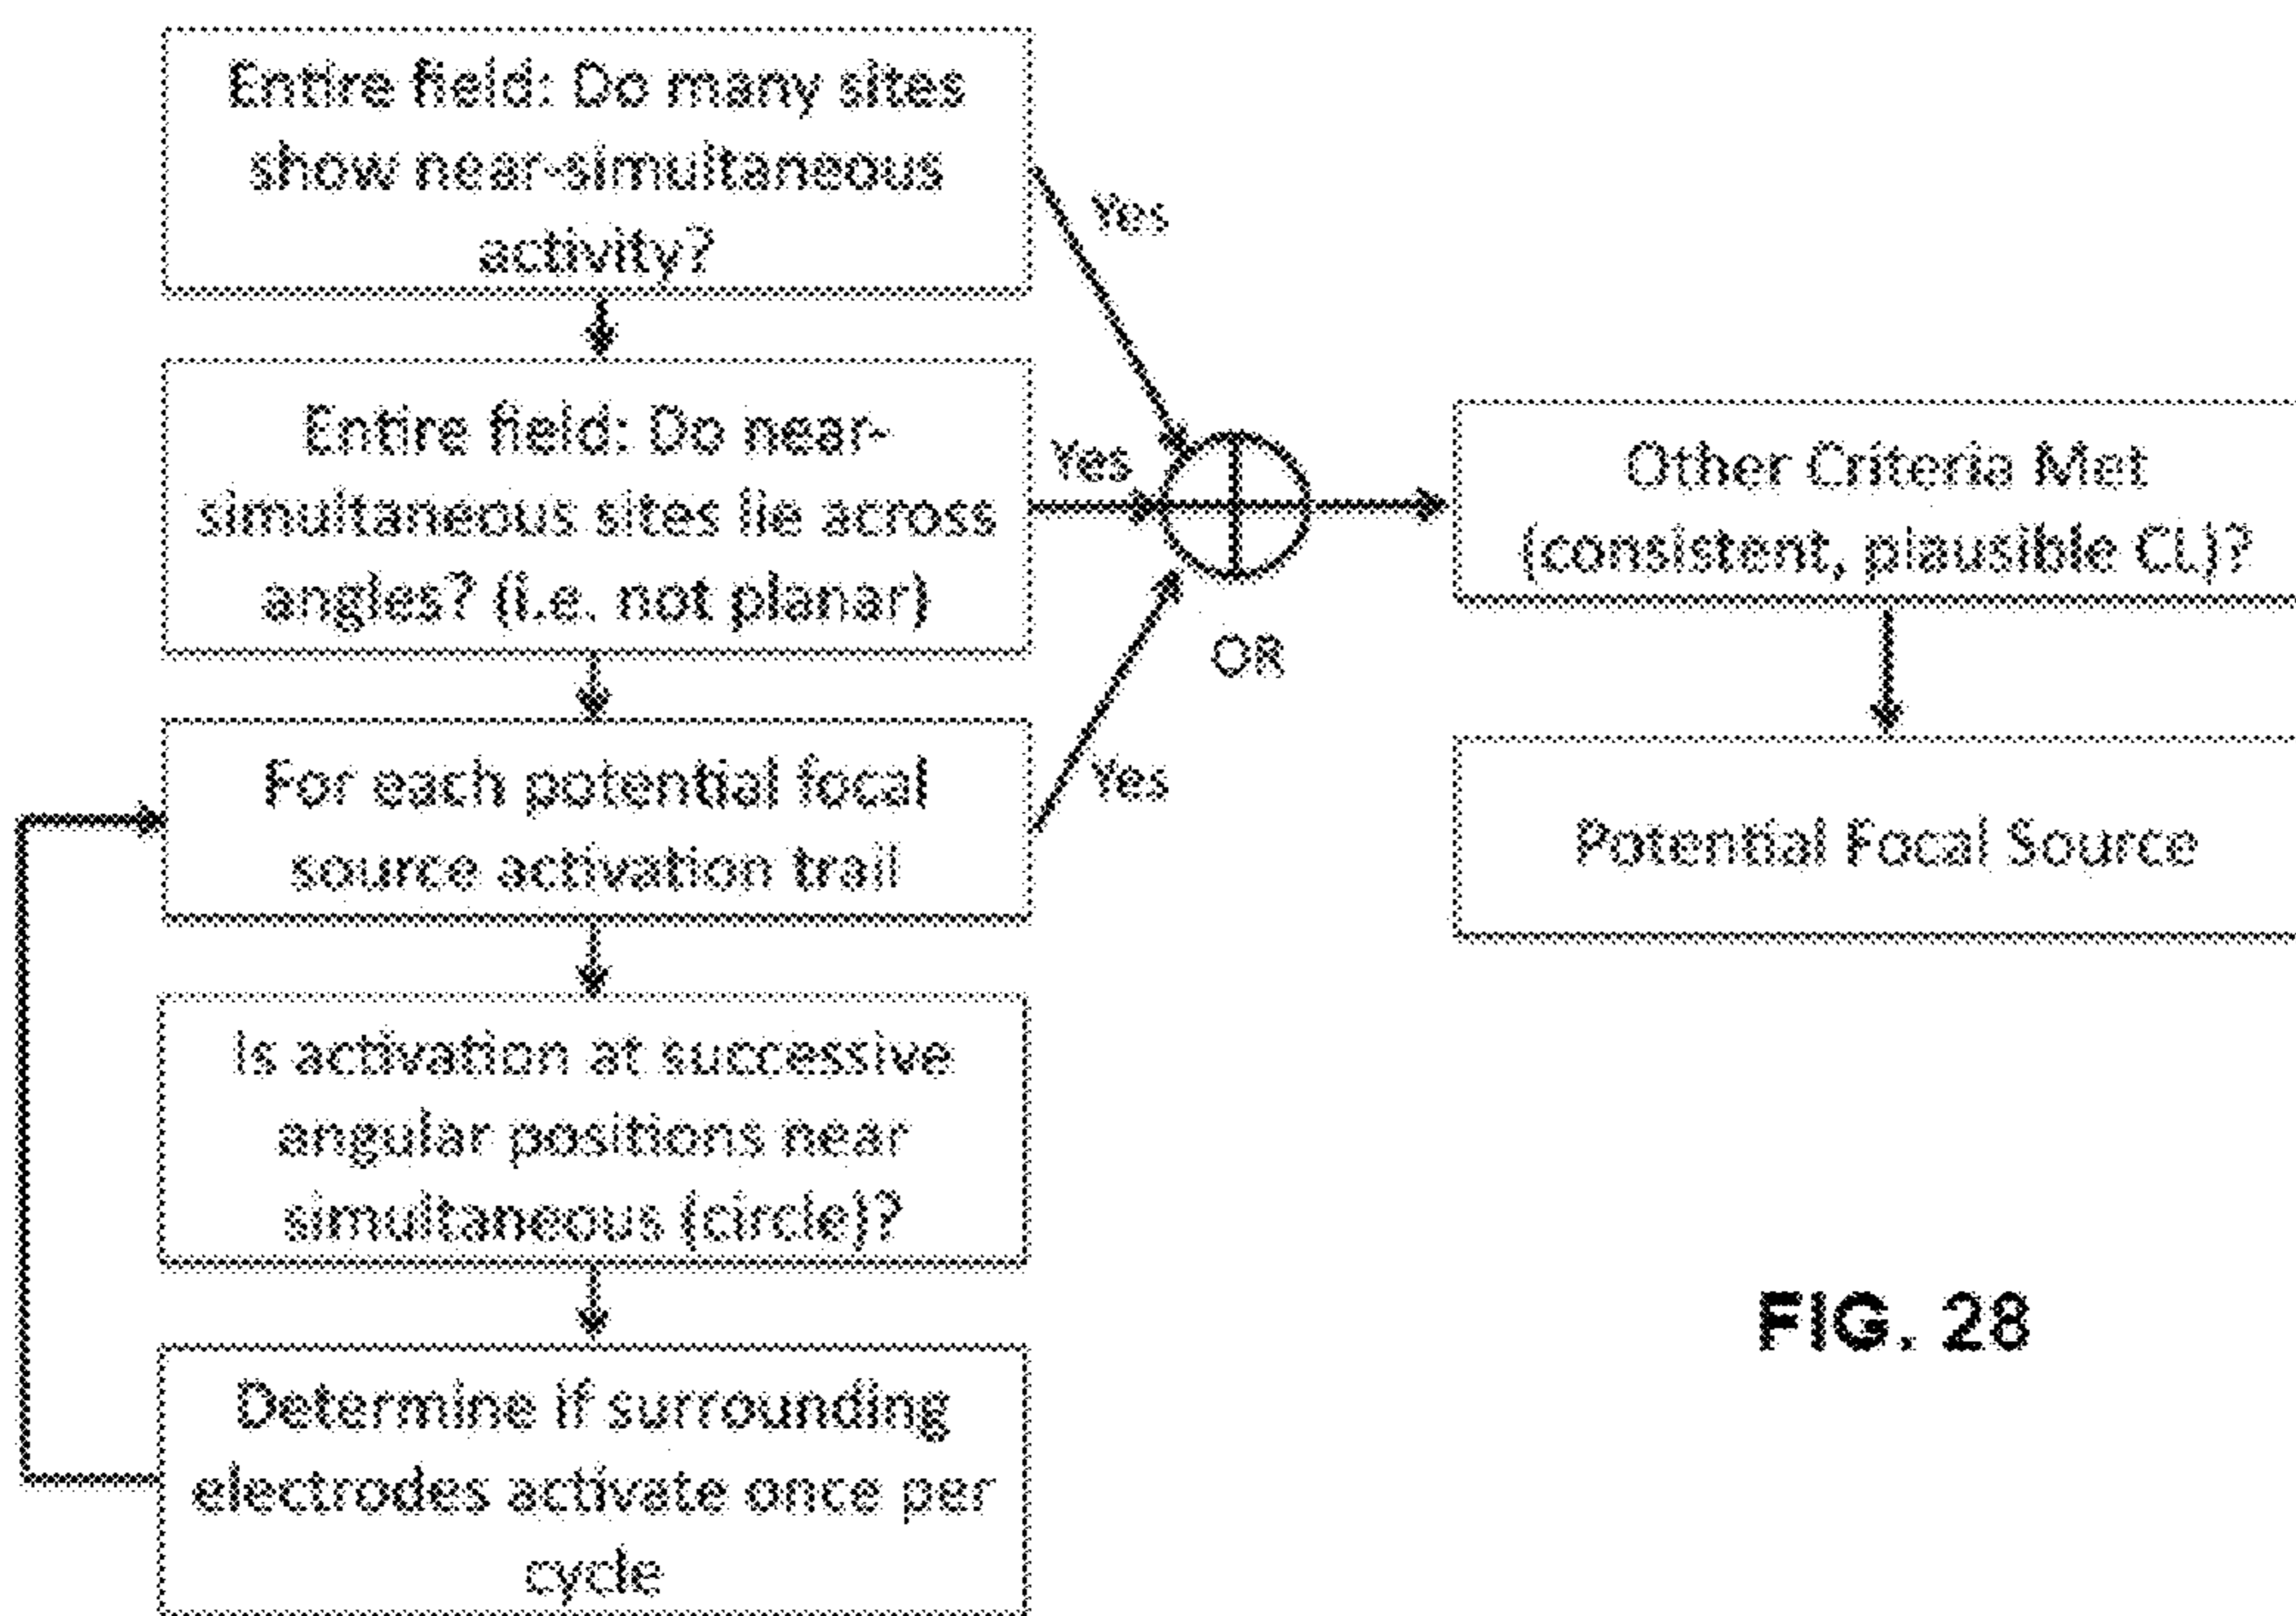 Entire field: Do many sites
show near-simultaneous
activity?
Yes
Entire field: Do near-
simultaneous sites lie across
angles? (i.e. not planar)
Yes
OR
Other Criteria Met
(consistent, plausible CL)?
For each potential focal
source activation trail
Yes
Potential Focal Source
Is activation at successive
angular positions near
simultaneous (circle)?
Determine if surrounding
electrodes activate once per
cycle
FIG. 28